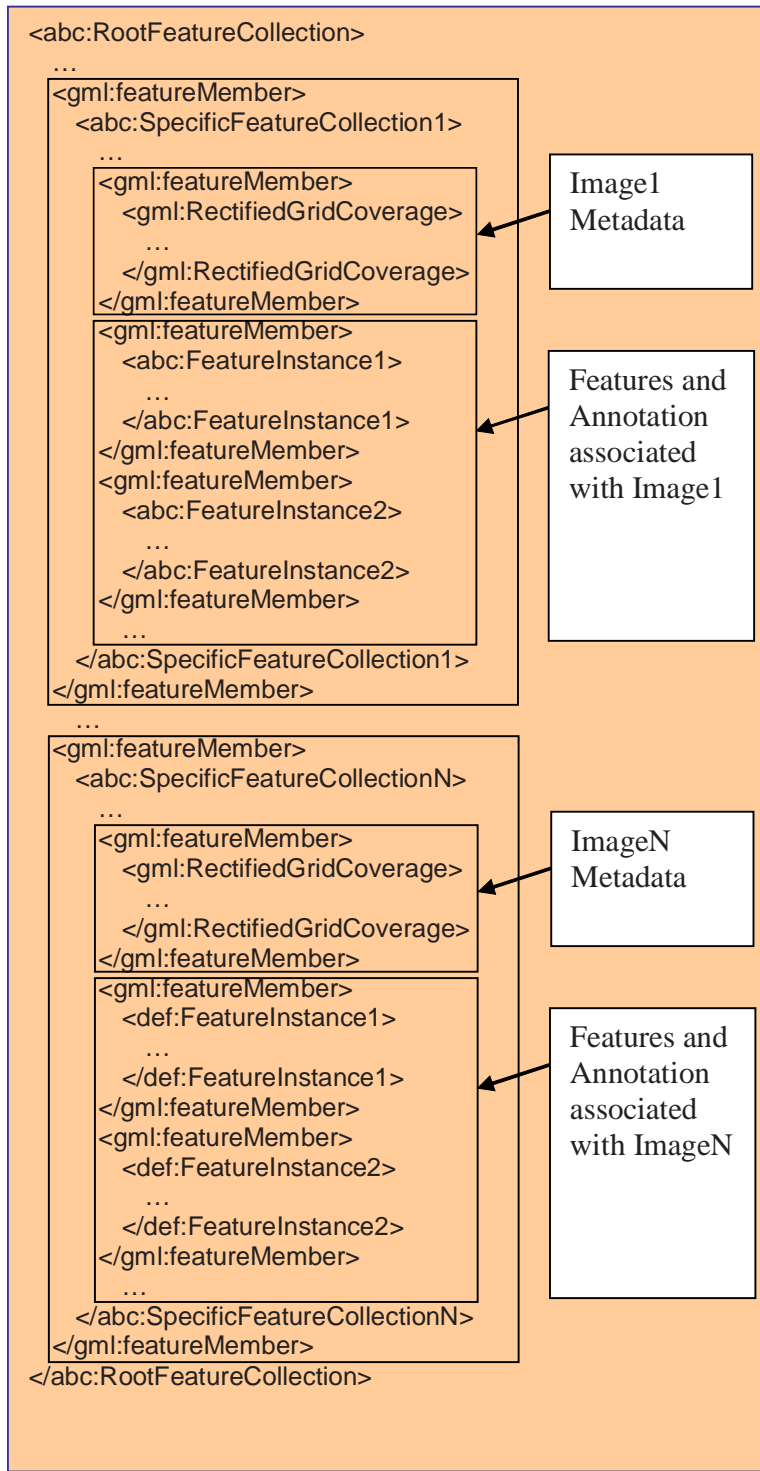 <abc:RootFeatureCollection>
…
<gml:featureMember>
<abc:SpecificFeatureCollection1>
…
<gml:featureMember>
<gml:RectifiedGridCoverage>
…
</gml:RectifiedGridCoverage>
</gml:featureMember>
Image1
Metadata
<gml:featureMember>
<abc:FeatureInstance1>
…
</abc:FeatureInstance1>
</gml:featureMember>
<gml:featureMember>
<abc:FeatureInstance2>
…
</abc:FeatureInstance2>
</gml:featureMember>
…
Features and
Annotation
associated
with Image1
</abc:SpecificFeatureCollection1>
</gml:featureMember>
…
<gml:featureMember>
<abc:SpecificFeatureCollectionN>
…
<gml:featureMember>
<gml:RectifiedGridCoverage>
…
</gml:RectifiedGridCoverage>
</gml:featureMember>
ImageN
Metadata
<gml:featureMember>
<def:FeatureInstance1>
…
</def:FeatureInstance1>
</gml:featureMember>
<gml:featureMember>
<def:FeatureInstance2>
…
</def:FeatureInstance2>
</gml:featureMember>
…
Features and
Annotation
associated
with ImageN
</abc:SpecificFeatureCollectionN>
</gml:featureMember>
</abc:RootFeatureCollection>